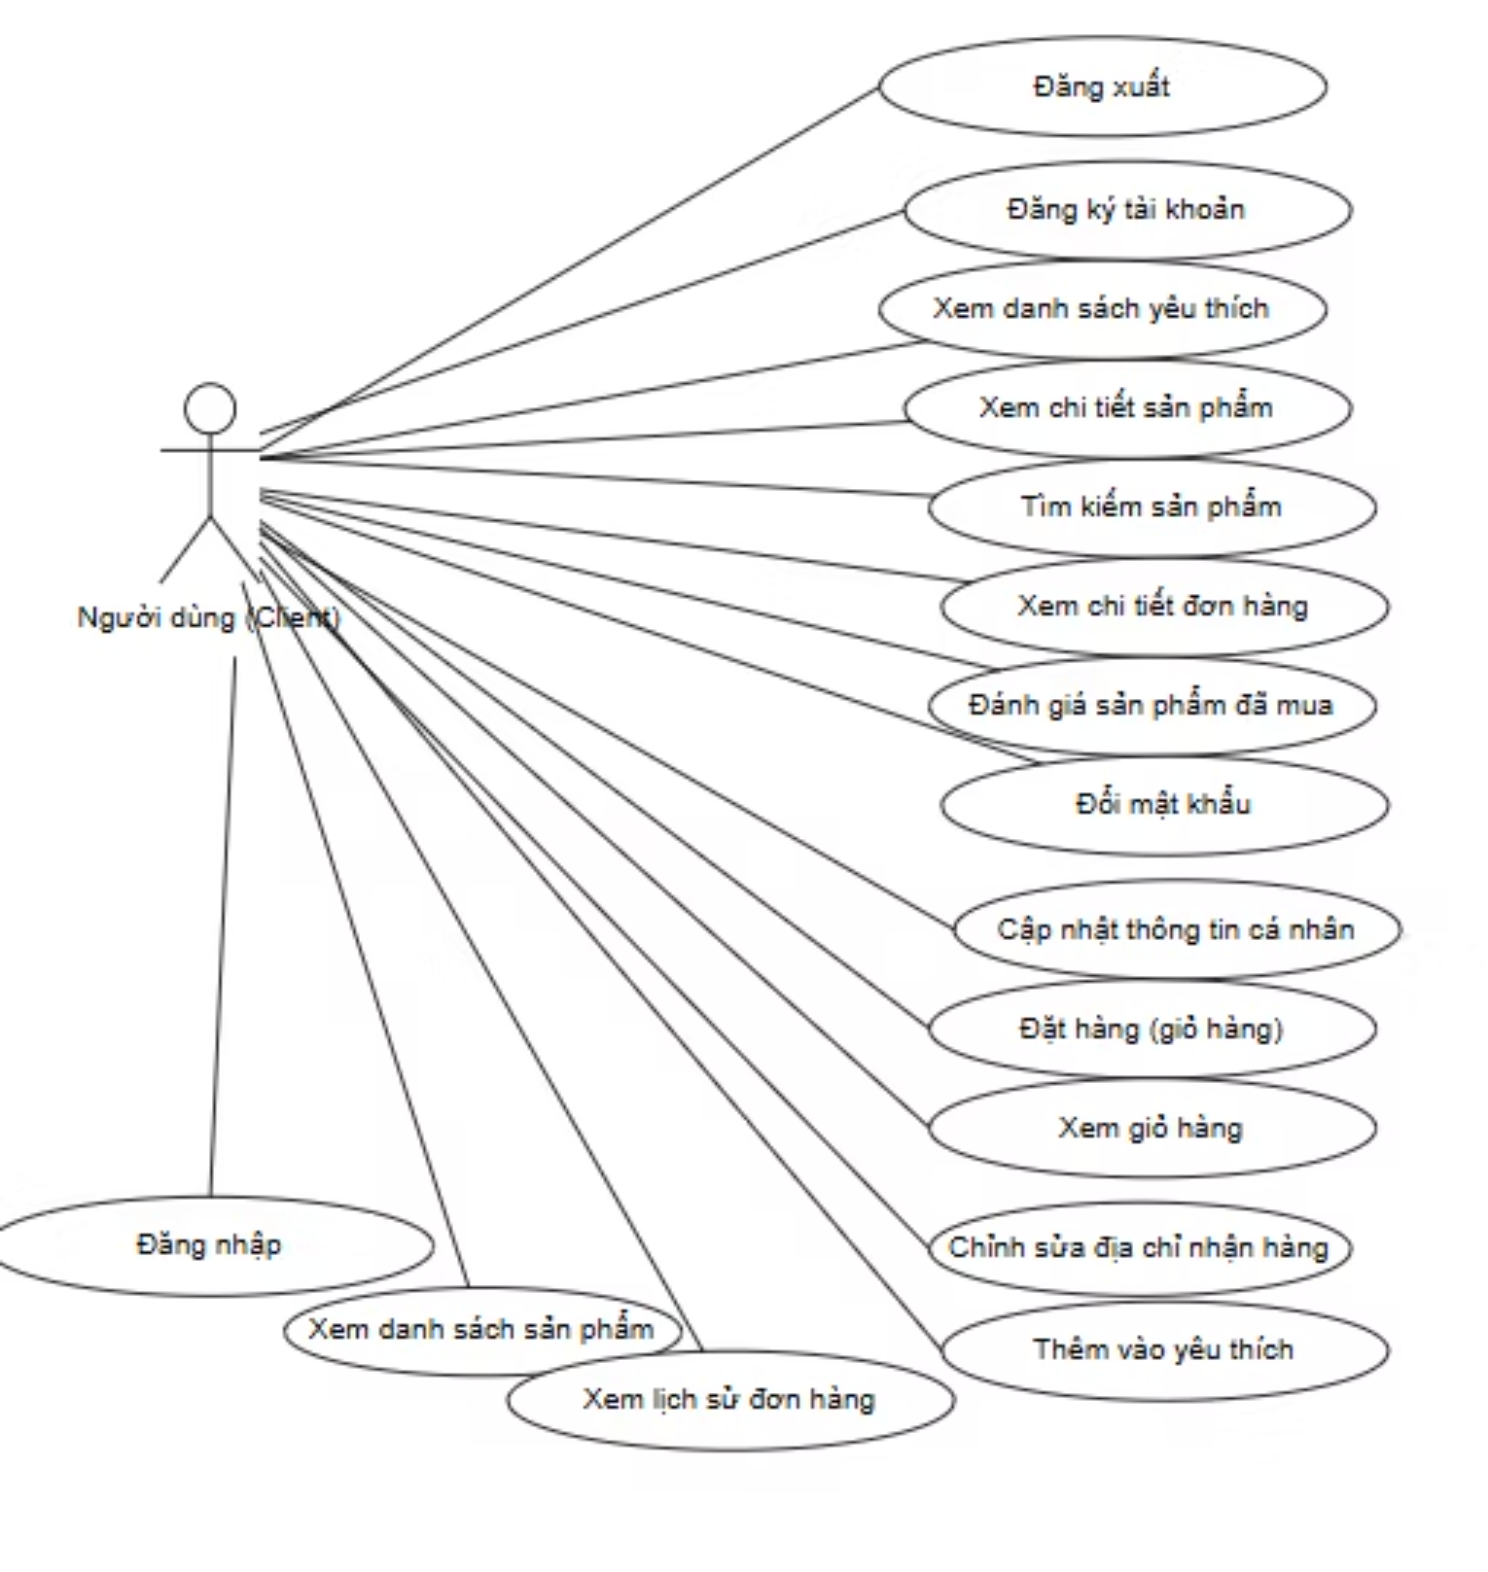 Đăng xuất
Đăng ký tài khoản
Xem danh sách yêu thích
Xem chi tiết sản phẩm
Tìm kiếm sản phẩm
Xem chi tiết đơn hàng
Người dùng (Client)
Đánh giá sản phẩm đã mua
Đổi mật khẩu
Cập nhật thông tin cá nhân
Đặt hàng (giỏ hàng)
Xem giỏ hàng
Đăng nhập
Chỉnh sửa địa chỉ nhận hàng
Xem danh sách sản phẩm
Thêm vào yêu thích
Xem lịch sử đơn hàng